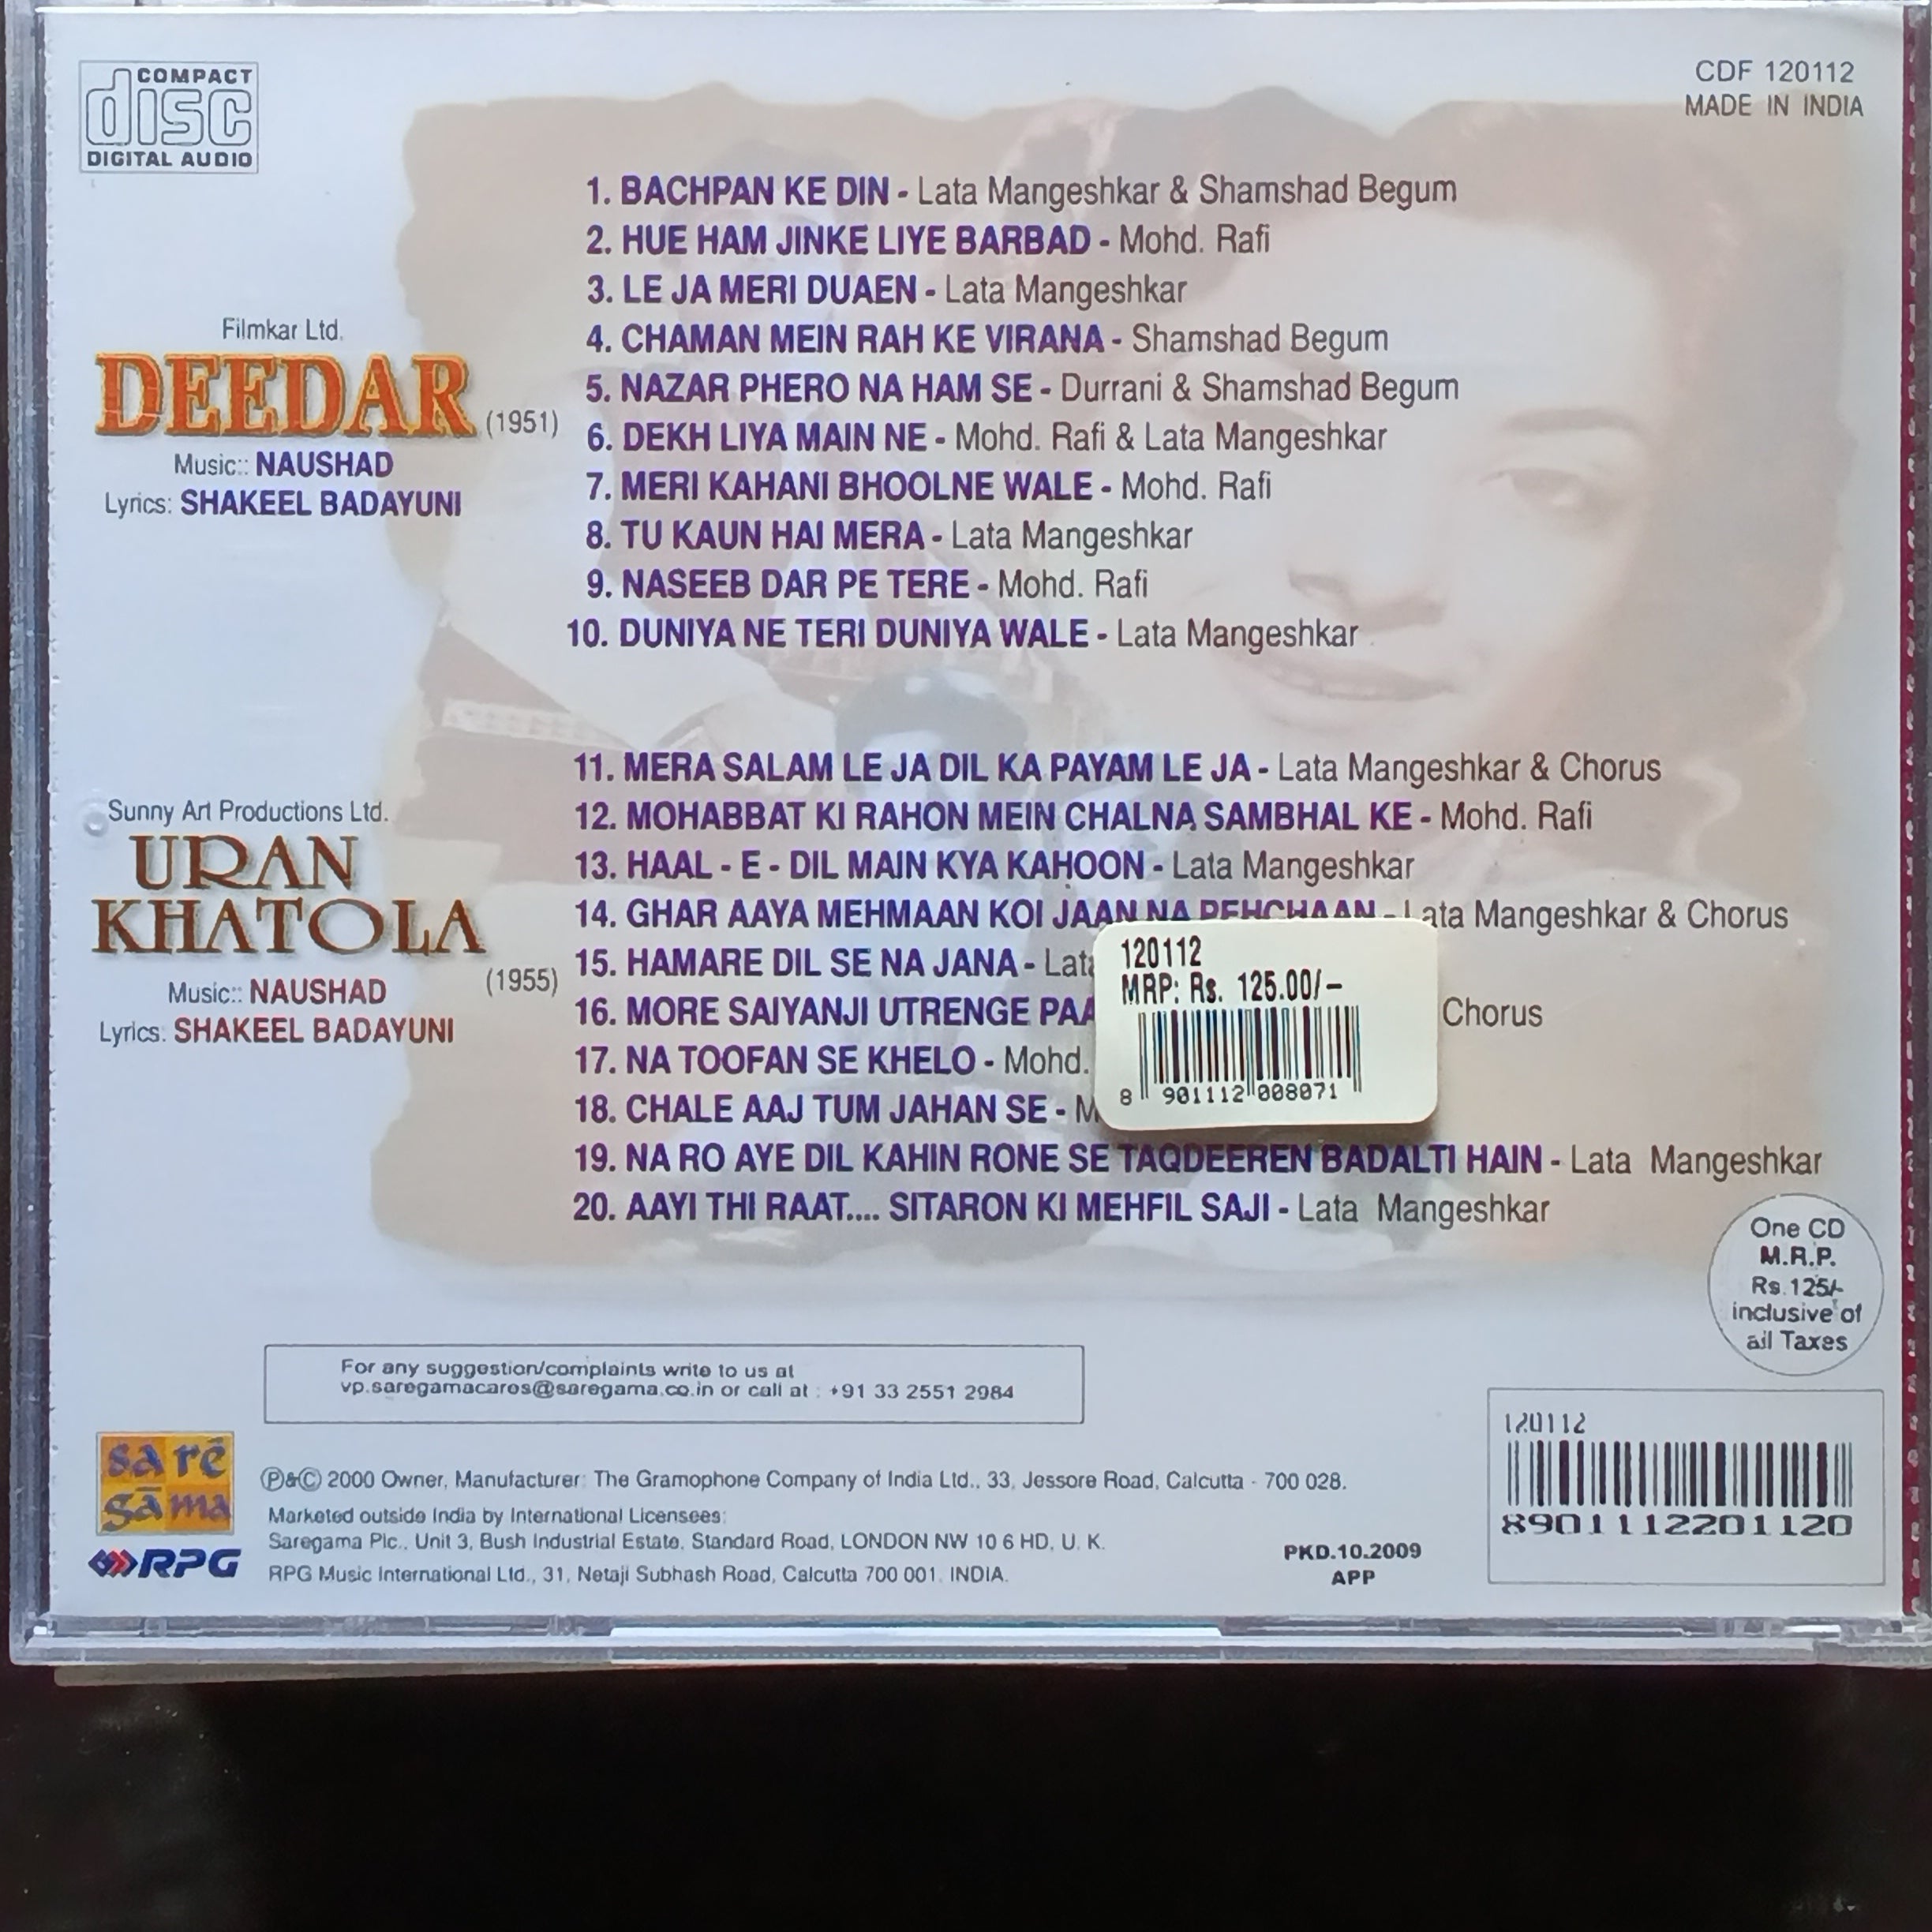 COMPACT
disc
DIGITAL AUDIO
CDF 120112
MADE IN INDIA
Filmkar Ltd.
DEEDAR
(1951)
Music:: NAUSHAD
Lyrics: SHAKEEL BADAYUNI
1. BACHPAN KE DIN - Lata Mangeshkar & Shamshad Begum
2. HUE HAM JINKE LIYE BARBAD - Mohd. Rafi
3. LE JA MERI DUAEN - Lata Mangeshkar
4. CHAMAN MEIN RAH KE VIRANA - Shamshad Begum
5. NAZAR PHERO NA HAM SE - Durrani & Shamshad Begum
6. DEKH LIYA MAIN NE - Mohd. Rafi & Lata Mangeshkar
7. MERI KAHANI BHOOLNE WALE - Mohd. Rafi
8. TU KAUN HAI MERA - Lata Mangeshkar
9. NASEEB DAR PE TERE - Mohd. Rafi
10. DUNIYA NE TERI DUNIYA WALE - Lata Mangeshkar
Sunny Art Productions Ltd.
URAN
KHATOLA
(1955)
Music:: NAUSHAD
Lyrics: SHAKEEL BADAYUNI
11. MERA SALAM LE JA DIL KA PAYAM LE JA - Lata Mangeshkar & Chorus
12. MOHABBAT KI RAHON MEIN CHALNA SAMBHAL KE - Mohd. Rafi
13. HAAL - E - DIL MAIN KYA KAHOON - Lata Mangeshkar
14. GHAR AAYA MEHMAAN KOI JAAN NA PEHCHAAN - Lata Mangeshkar & Chorus
15. HAMARE DIL SE NA JANA -
16. MORE SAIYANJI UTRENGE Chorus
17. NA TOOFAN SE KHELO - Mohd.
18. CHALE AAJ TUM JAHAN SE -
19. NA RO AYE DIL KAHIN RONE SE TAQDEEREN BADALTI HAIN - Lata Mangeshkar
20. AAYI THI RAAT.... SITARON KI MEHFIL SAJI - Lata Mangeshkar
120112
MRP: Rs. 125.00/-
8 901112 008071
One CD
M.R.P.
Rs.125/-
inclusive of
all Taxes
For any suggestion/complaints write to us at
vp.saregamacares@saregama.co.in or call at : +91 33 2551 2984
sa rē
gā ma
RPG
℗&© 2000 Owner, Manufacturer: The Gramophone Company of India Ltd., 33, Jessore Road, Calcutta - 700 028.
Marketed outside India by International Licensees:
Saregama Plc., Unit 3, Bush Industrial Estate, Standard Road, LONDON NW 10 6 HD, U. K.
RPG Music International Ltd., 31, Netaji Subhash Road, Calcutta 700 001. INDIA.
PKD.10.2009
APP
120112
8901112201120